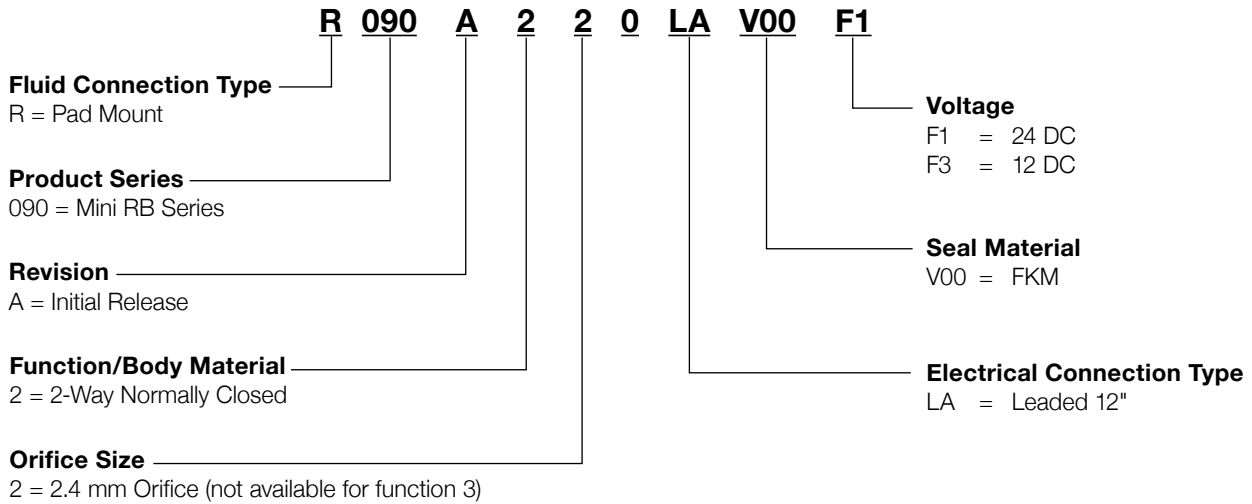 R 090 A 2 2 0 LA V00 F1
Fluid Connection Type
R = Pad Mount
Product Series
090 = Mini RB Series
Revision
A = Initial Release
Function/Body Material
2 = 2-Way Normally Closed
Orifice Size
2 = 2.4 mm Orifice (not available for function 3)
Voltage
F1 = 24 DC
F3 = 12 DC
Seal Material
V00 = FKM
Electrical Connection Type
LA = Leaded 12"